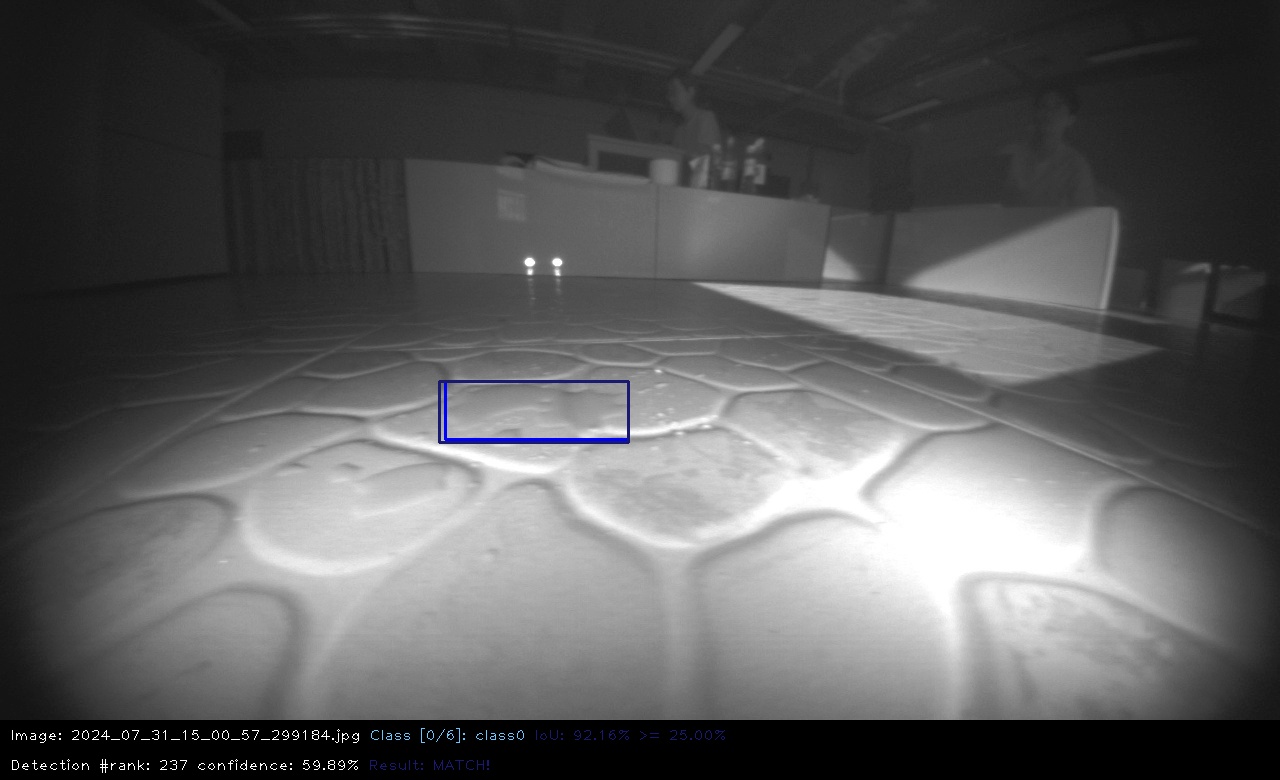 Image: 2024_07_31_15_00_57_299184.jpg Class [0/6]: class0 IoU: 92.16% >= 25.00%
Detection #rank: 237 confidence: 59.89% Result: MATCH!